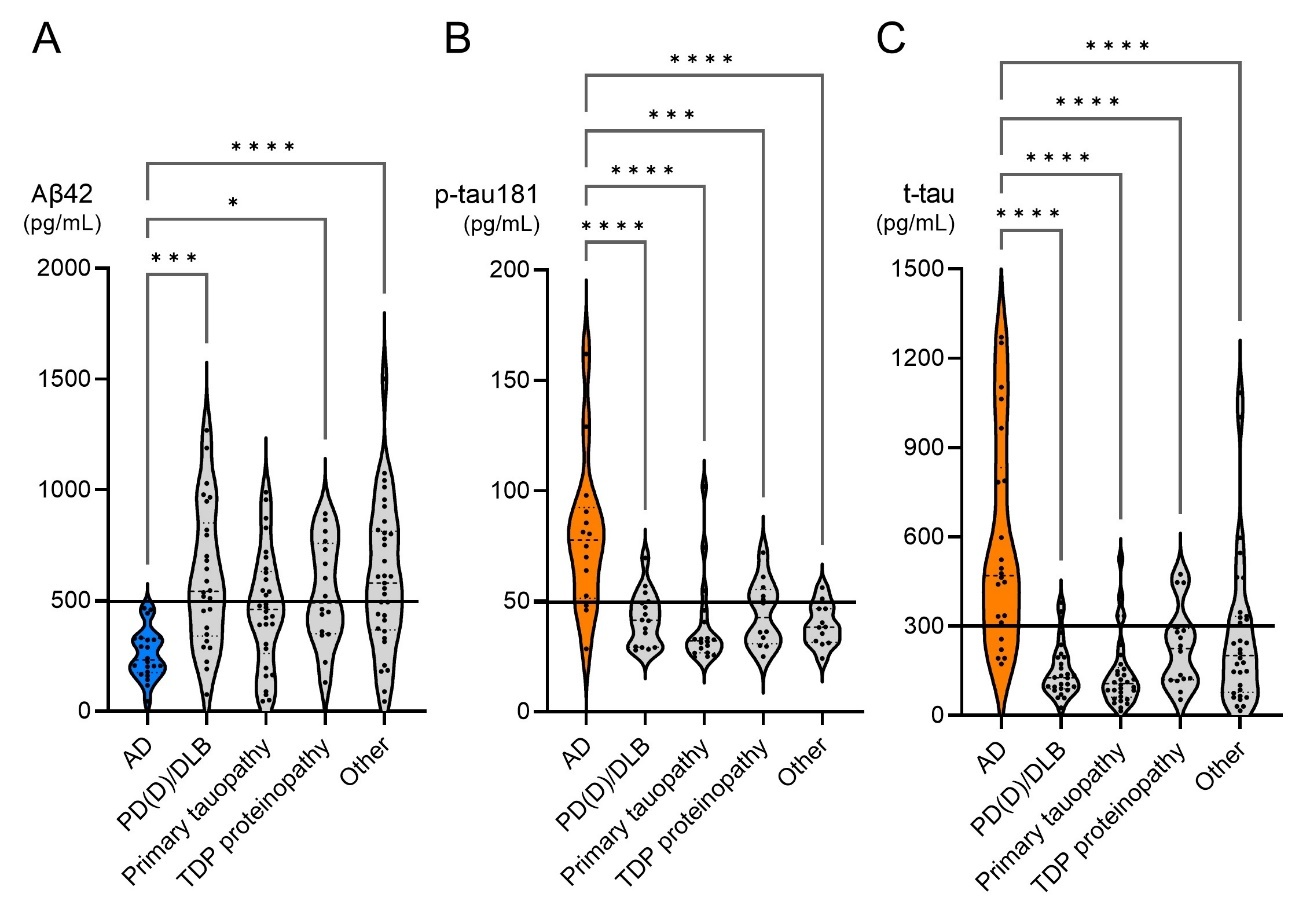 A
Aβ42
(pg/mL)
2000
1500
1000
500
0
* * * *
*
* * *
AD
PD(D)/DLB
Primary tauopathy
TDP proteinopathy
Other
B
p-tau181
(pg/mL)
200
150
100
50
0
* * * *
* * *
* * * *
* * * *
AD
PD(D)/DLB
Primary tauopathy
TDP proteinopathy
Other
C
t-tau
(pg/mL)
1500
1200
900
600
300
0
* * * *
* * * *
* * * *
* * * *
AD
PD(D)/DLB
Primary tauopathy
TDP proteinopathy
Other